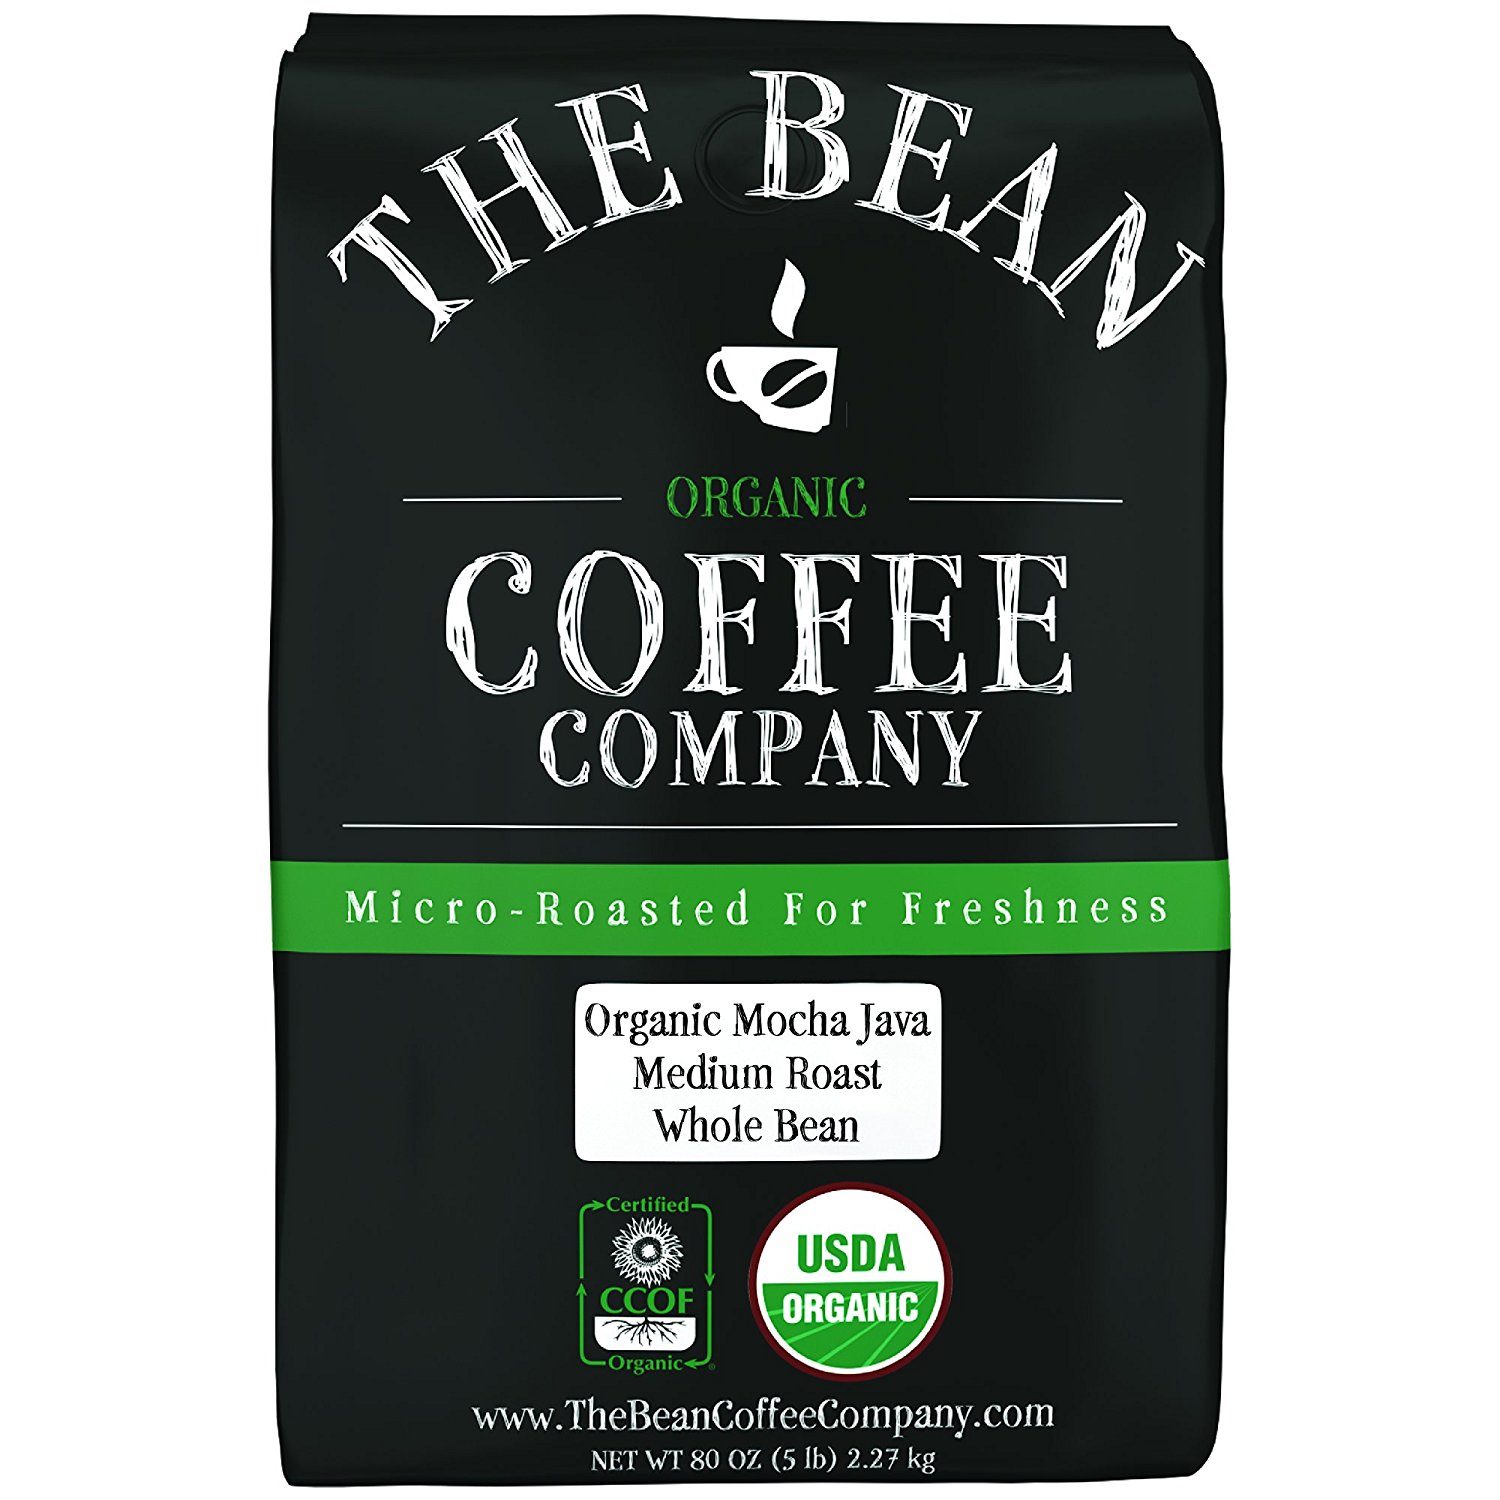 THE BEAN
ORGANIC
COFFEE
COMPANY
Micro-Roasted For Freshness
Organic Mocha Java
Medium Roast
Whole Bean
Certified
CCOF
Organic
®
USDA
ORGANIC
www.TheBeanCoffeeCompany.com
NET WT 80 OZ (5 lb) 2.27 kg